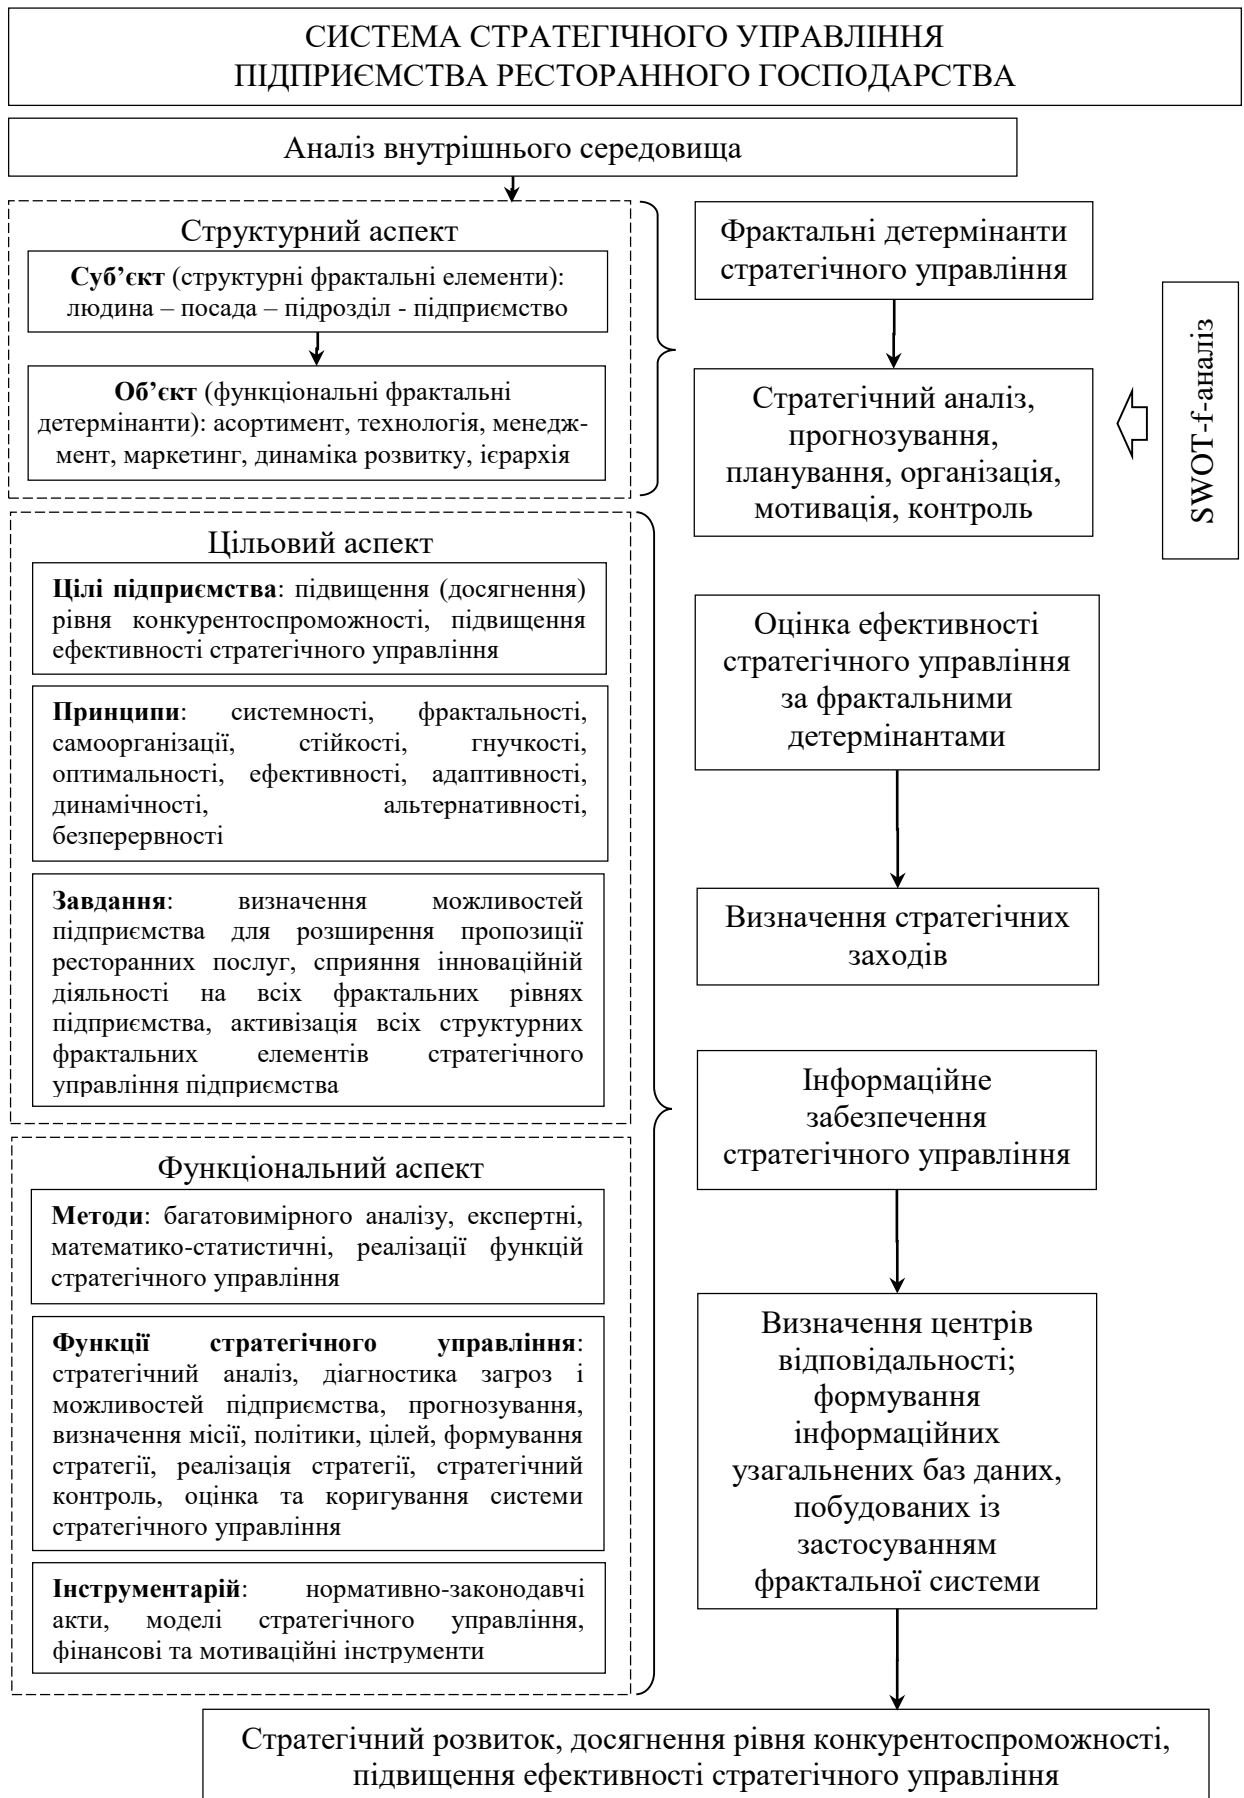 СИСТЕМА СТРАТЕГІЧНОГО УПРАВЛІННЯ
ПІДПРИЄМСТВА РЕСТОРАННОГО ГОСПОДАРСТВА
Аналіз внутрішнього середовища
Структурний аспект
Суб’єкт (структурні фрактальні елементи):
людина – посада – підрозділ - підприємство
Об’єкт (функціональні фрактальні
детермінанти): асортимент, технологія, менедж-
мент, маркетинг, динаміка розвитку, ієрархія
Цільовий аспект
Цілі підприємства: підвищення (досягнення)
рівня конкурентоспроможності, підвищення
ефективності стратегічного управління
Принципи: системності, фрактальності,
самоорганізації, стійкості, гнучкості,
оптимальності, ефективності, адаптивності,
динамічності, альтернативності,
безперервності
Завдання: визначення можливостей
підприємства для розширення пропозиції
ресторанних послуг, сприяння інноваційній
діяльності на всіх фрактальних рівнях
підприємства, активізація всіх структурних
фрактальних елементів стратегічного
управління підприємства
Функціональний аспект
Методи: багатовимірного аналізу, експертні,
математико-статистичні, реалізації функцій
стратегічного управління
Функції стратегічного управління:
стратегічний аналіз, діагностика загроз і
можливостей підприємства, прогнозування,
визначення місії, політики, цілей, формування
стратегії, реалізація стратегії, стратегічний
контроль, оцінка та коригування системи
стратегічного управління
Інструментарій: нормативно-законодавчі
акти, моделі стратегічного управління,
фінансові та мотиваційні інструменти
Фрактальні детермінанти
стратегічного управління
Стратегічний аналіз,
прогнозування,
планування, організація,
мотивація, контроль
SWOT-f-аналіз
Оцінка ефективності
стратегічного управління
за фрактальними
детермінантами
Визначення стратегічних
заходів
Інформаційне
забезпечення
стратегічного управління
Визначення центрів
відповідальності;
формування
інформаційних
узагальнених баз даних,
побудованих із
застосуванням
фрактальної системи
Стратегічний розвиток, досягнення рівня конкурентоспроможності,
підвищення ефективності стратегічного управління